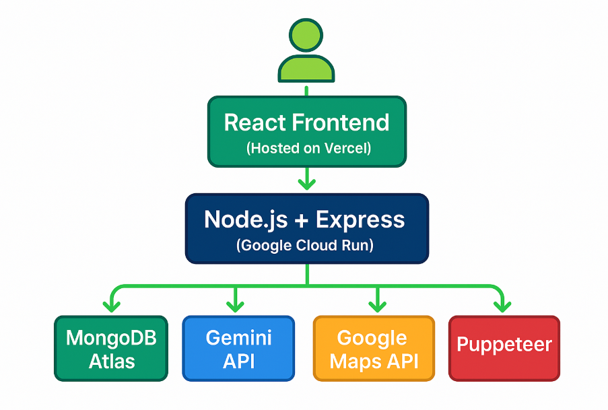 React Frontend
(Hosted on Vercel)
Node.js + Express
(Google Cloud Run)
MongoDB
Atlas
Gemini
API
Google
Maps API
Puppeteer